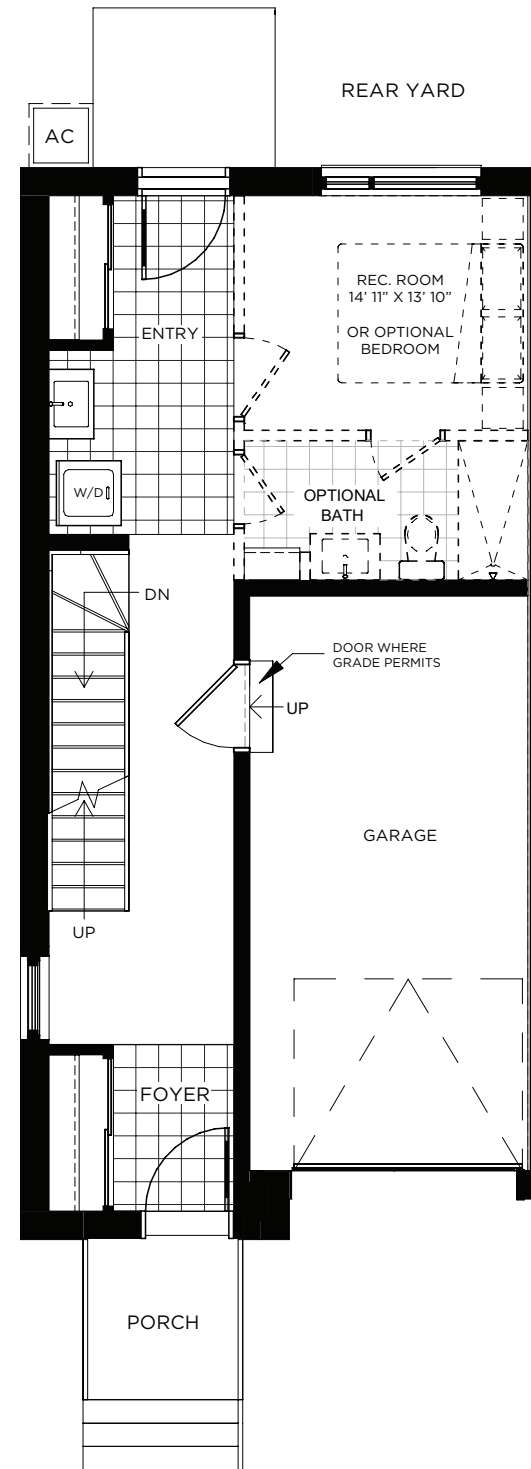 REAR YARD
AC
REC. ROOM
14' 11" X 13' 10"
OR OPTIONAL
BEDROOM
ENTRY
W/D
OPTIONAL
BATH
DN
DOOR WHERE
GRADE PERMITS
UP
GARAGE
UP
FOYER
PORCH